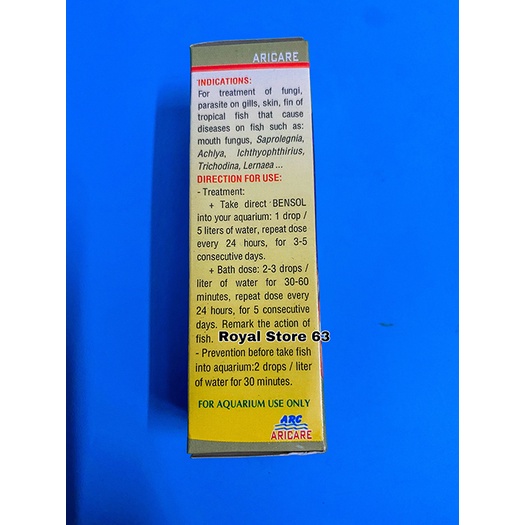 ARICARE
INDICATIONS:
For treatment of fungi,
parasite on gills, skin, fin of
tropical fish that cause
diseases on fish such as:
mouth fungus, Saprolegnia,
Achlya, Ichthyophthirius,
Trichodina, Lernaea ...
DIRECTION FOR USE:
- Treatment:
+ Take direct BENSOL
into your aquarium: 1 drop /
5 liters of water, repeat dose
every 24 hours, for 3-5
consecutive days.
+ Bath dose: 2-3 drops /
liter of water for 30-60
minutes, repeat dose every
24 hours, for 5 consecutive
days. Remark the action of
fish. Royal Store 63
- Prevention before take fish
into aquarium:2 drops / liter
of water for 30 minutes.
FOR AQUARIUM USE ONLY
ARC
ARICARE